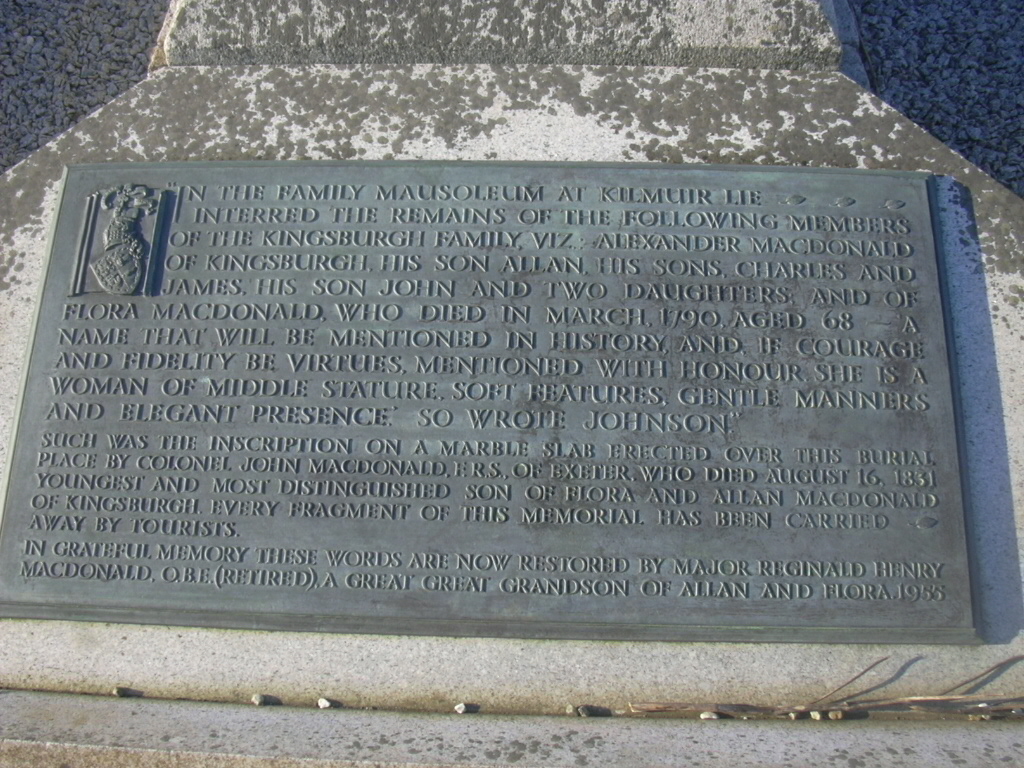 "IN THE FAMILY MAUSOLEUM AT KILMUIR LIE
INTERRED THE REMAINS OF THE FOLLOWING MEMBERS
OF THE KINGSBURGH FAMILY, VIZ.: ALEXANDER MACDONALD
OF KINGSBURGH, HIS SON ALLAN, HIS SONS, CHARLES AND
JAMES, HIS SON JOHN AND TWO DAUGHTERS; AND OF
FLORA MACDONALD, WHO DIED IN MARCH, 1790, AGED 68 – A
NAME THAT WILL BE MENTIONED IN HISTORY, AND, IF COURAGE
AND FIDELITY BE VIRTUES, MENTIONED WITH HONOUR. SHE IS A
WOMAN OF MIDDLE STATURE, SOFT FEATURES, GENTLE MANNERS
AND ELEGANT PRESENCE." SO WROTE JOHNSON."
SUCH WAS THE INSCRIPTION ON A MARBLE SLAB ERECTED OVER THIS BURIAL
PLACE BY COLONEL JOHN MACDONALD, F.R.S., OF EXETER, WHO DIED AUGUST 16, 1831
YOUNGEST AND MOST DISTINGUISHED SON OF FLORA AND ALLAN MACDONALD
OF KINGSBURGH. EVERY FRAGMENT OF THIS MEMORIAL HAS BEEN CARRIED
AWAY BY TOURISTS.
IN GRATEFUL MEMORY THESE WORDS ARE NOW RESTORED BY MAJOR REGINALD HENRY
MACDONALD, O.B.E. (RETIRED), A GREAT GREAT GRANDSON OF ALLAN AND FLORA. 1955